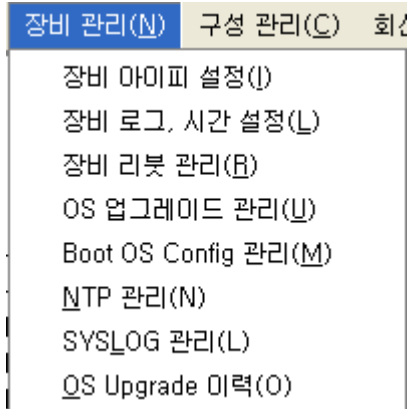 장비 관리(N) 구성 관리(C) 회선
장비 아이피 설정(I)
장비 로그, 시간 설정(L)
장비 리붓 관리(R)
OS 업그레이드 관리(U)
Boot OS Config 관리(M)
NTP 관리(N)
SYSLOG 관리(L)
OS Upgrade 이력(O)